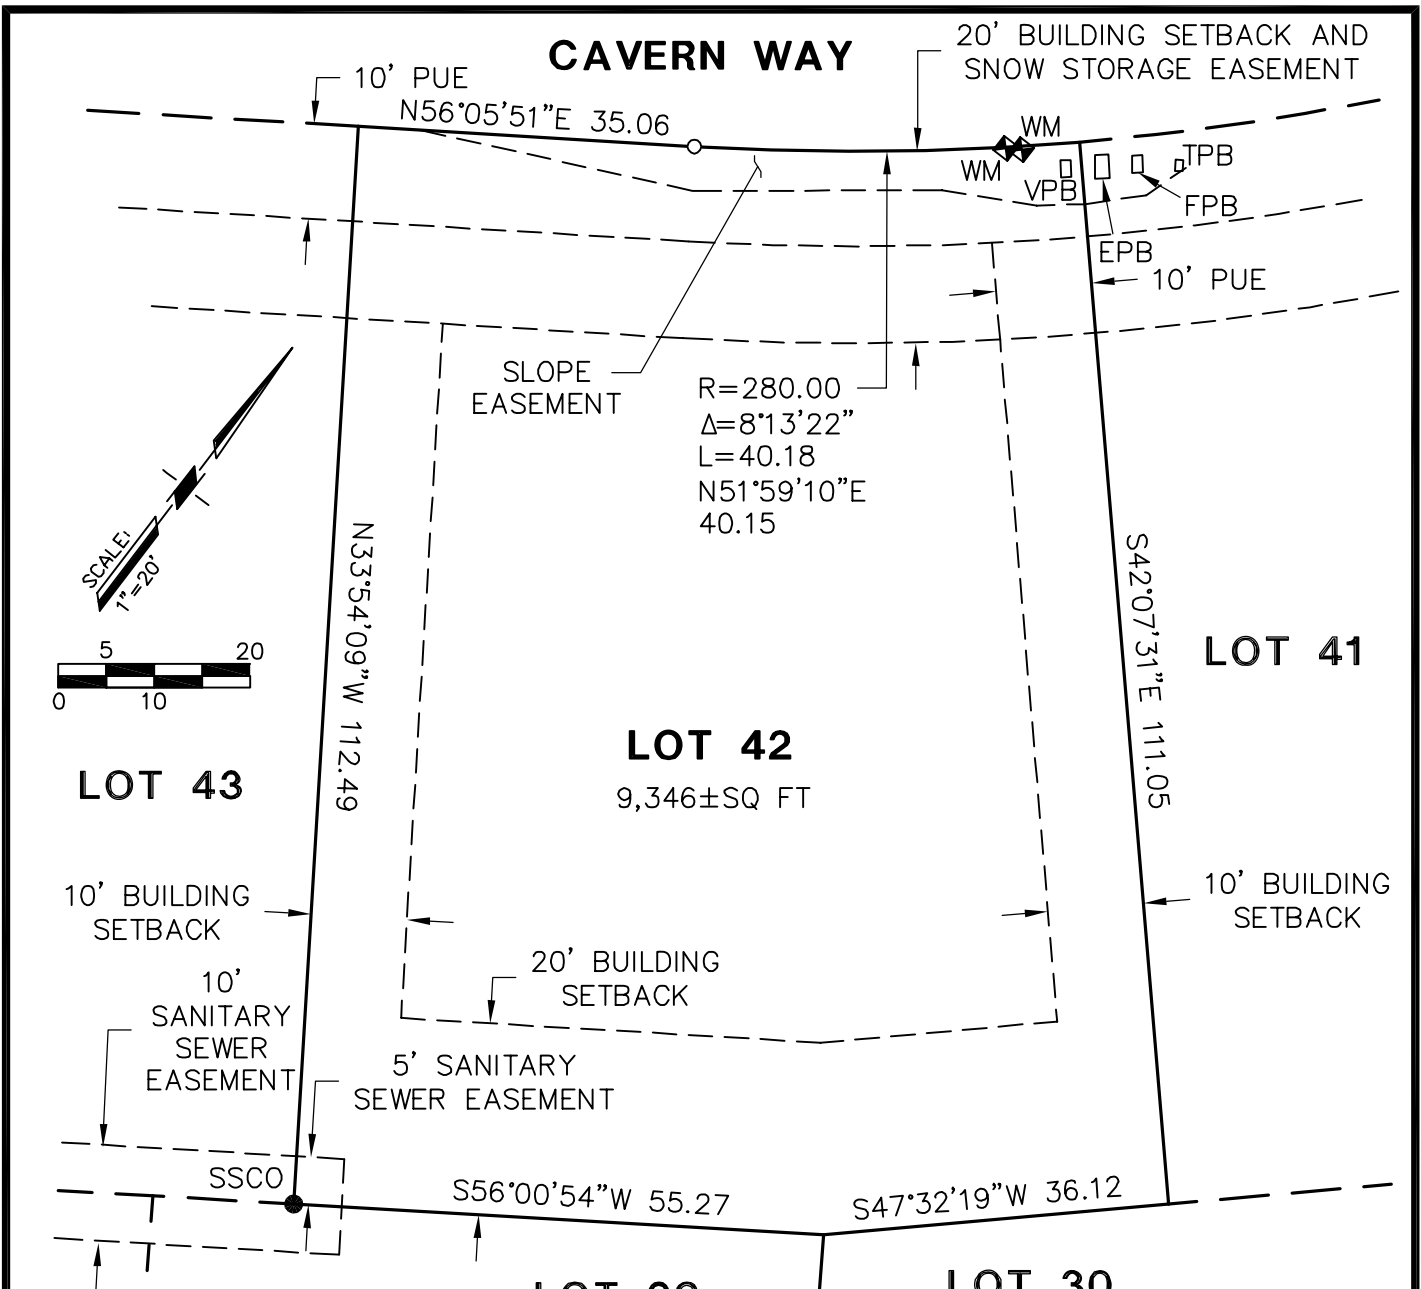 CAVERN WAY
20' BUILDING SETBACK AND
SNOW STORAGE EASEMENT
10' PUE
N56°05'51"E 35.06
WM
WM
TPB
VPB
FPB
EPB
10' PUE
SLOPE
EASEMENT
R=280.00
Δ=8°13'22"
L=40.18
N51°59'10"E
40.15
SCALE:
1"=20'
N33°54'09"W 112.49
S42°07'31"E 111.05
LOT 41
5
20
0
10
LOT 42
9,346±SQ FT
LOT 43
10' BUILDING
SETBACK
10' BUILDING
SETBACK
20' BUILDING
SETBACK
10'
SANITARY
SEWER
EASEMENT
5' SANITARY
SEWER EASEMENT
SSCO
S56°00'54"W 55.27
S47°32'19"W 36.12
LOT
LOT 30